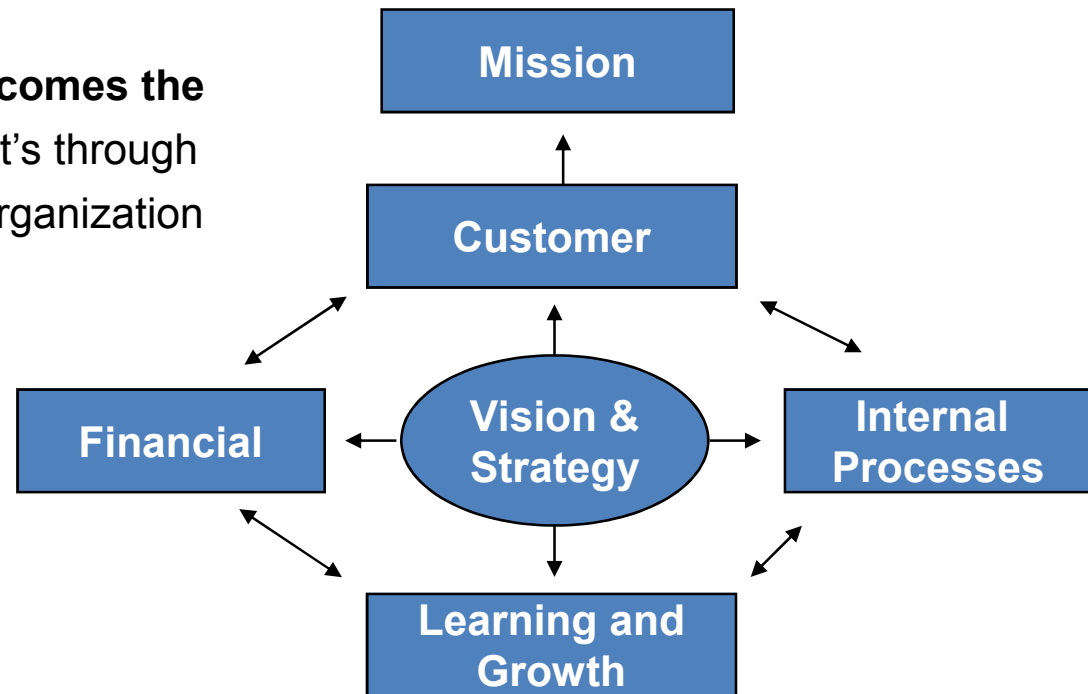 comes the
t’s through
rganization
Mission
Customer
Financial
Vision &
Strategy
Internal
Processes
Learning and
Growth